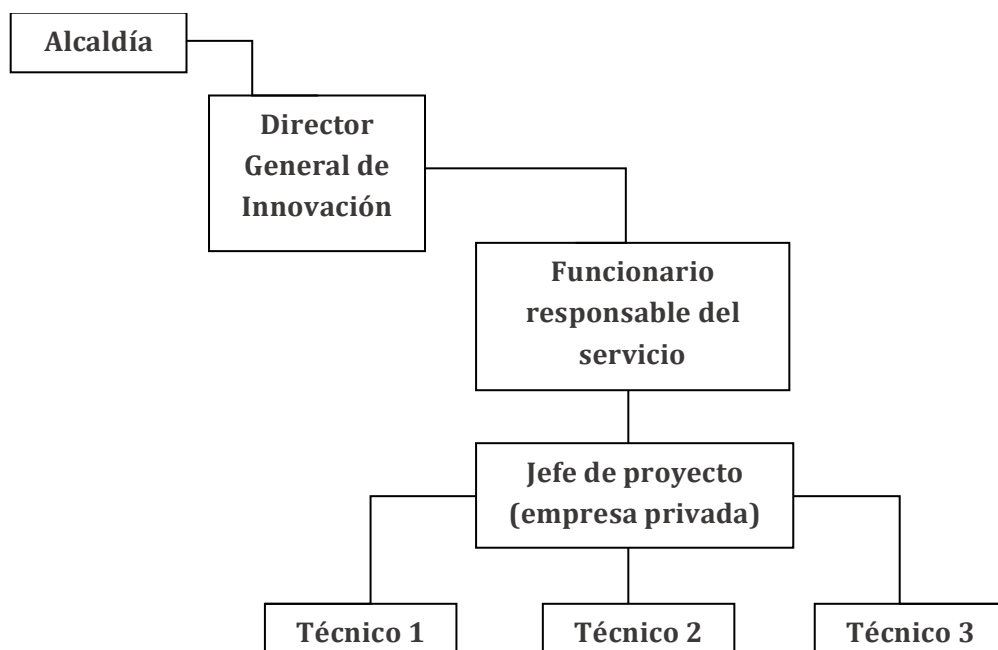 Alcaldía
Director
General de
Innovación
Funcionario
responsable del
servicio
Jefe de proyecto
(empresa privada)
Técnico 1
Técnico 2
Técnico 3